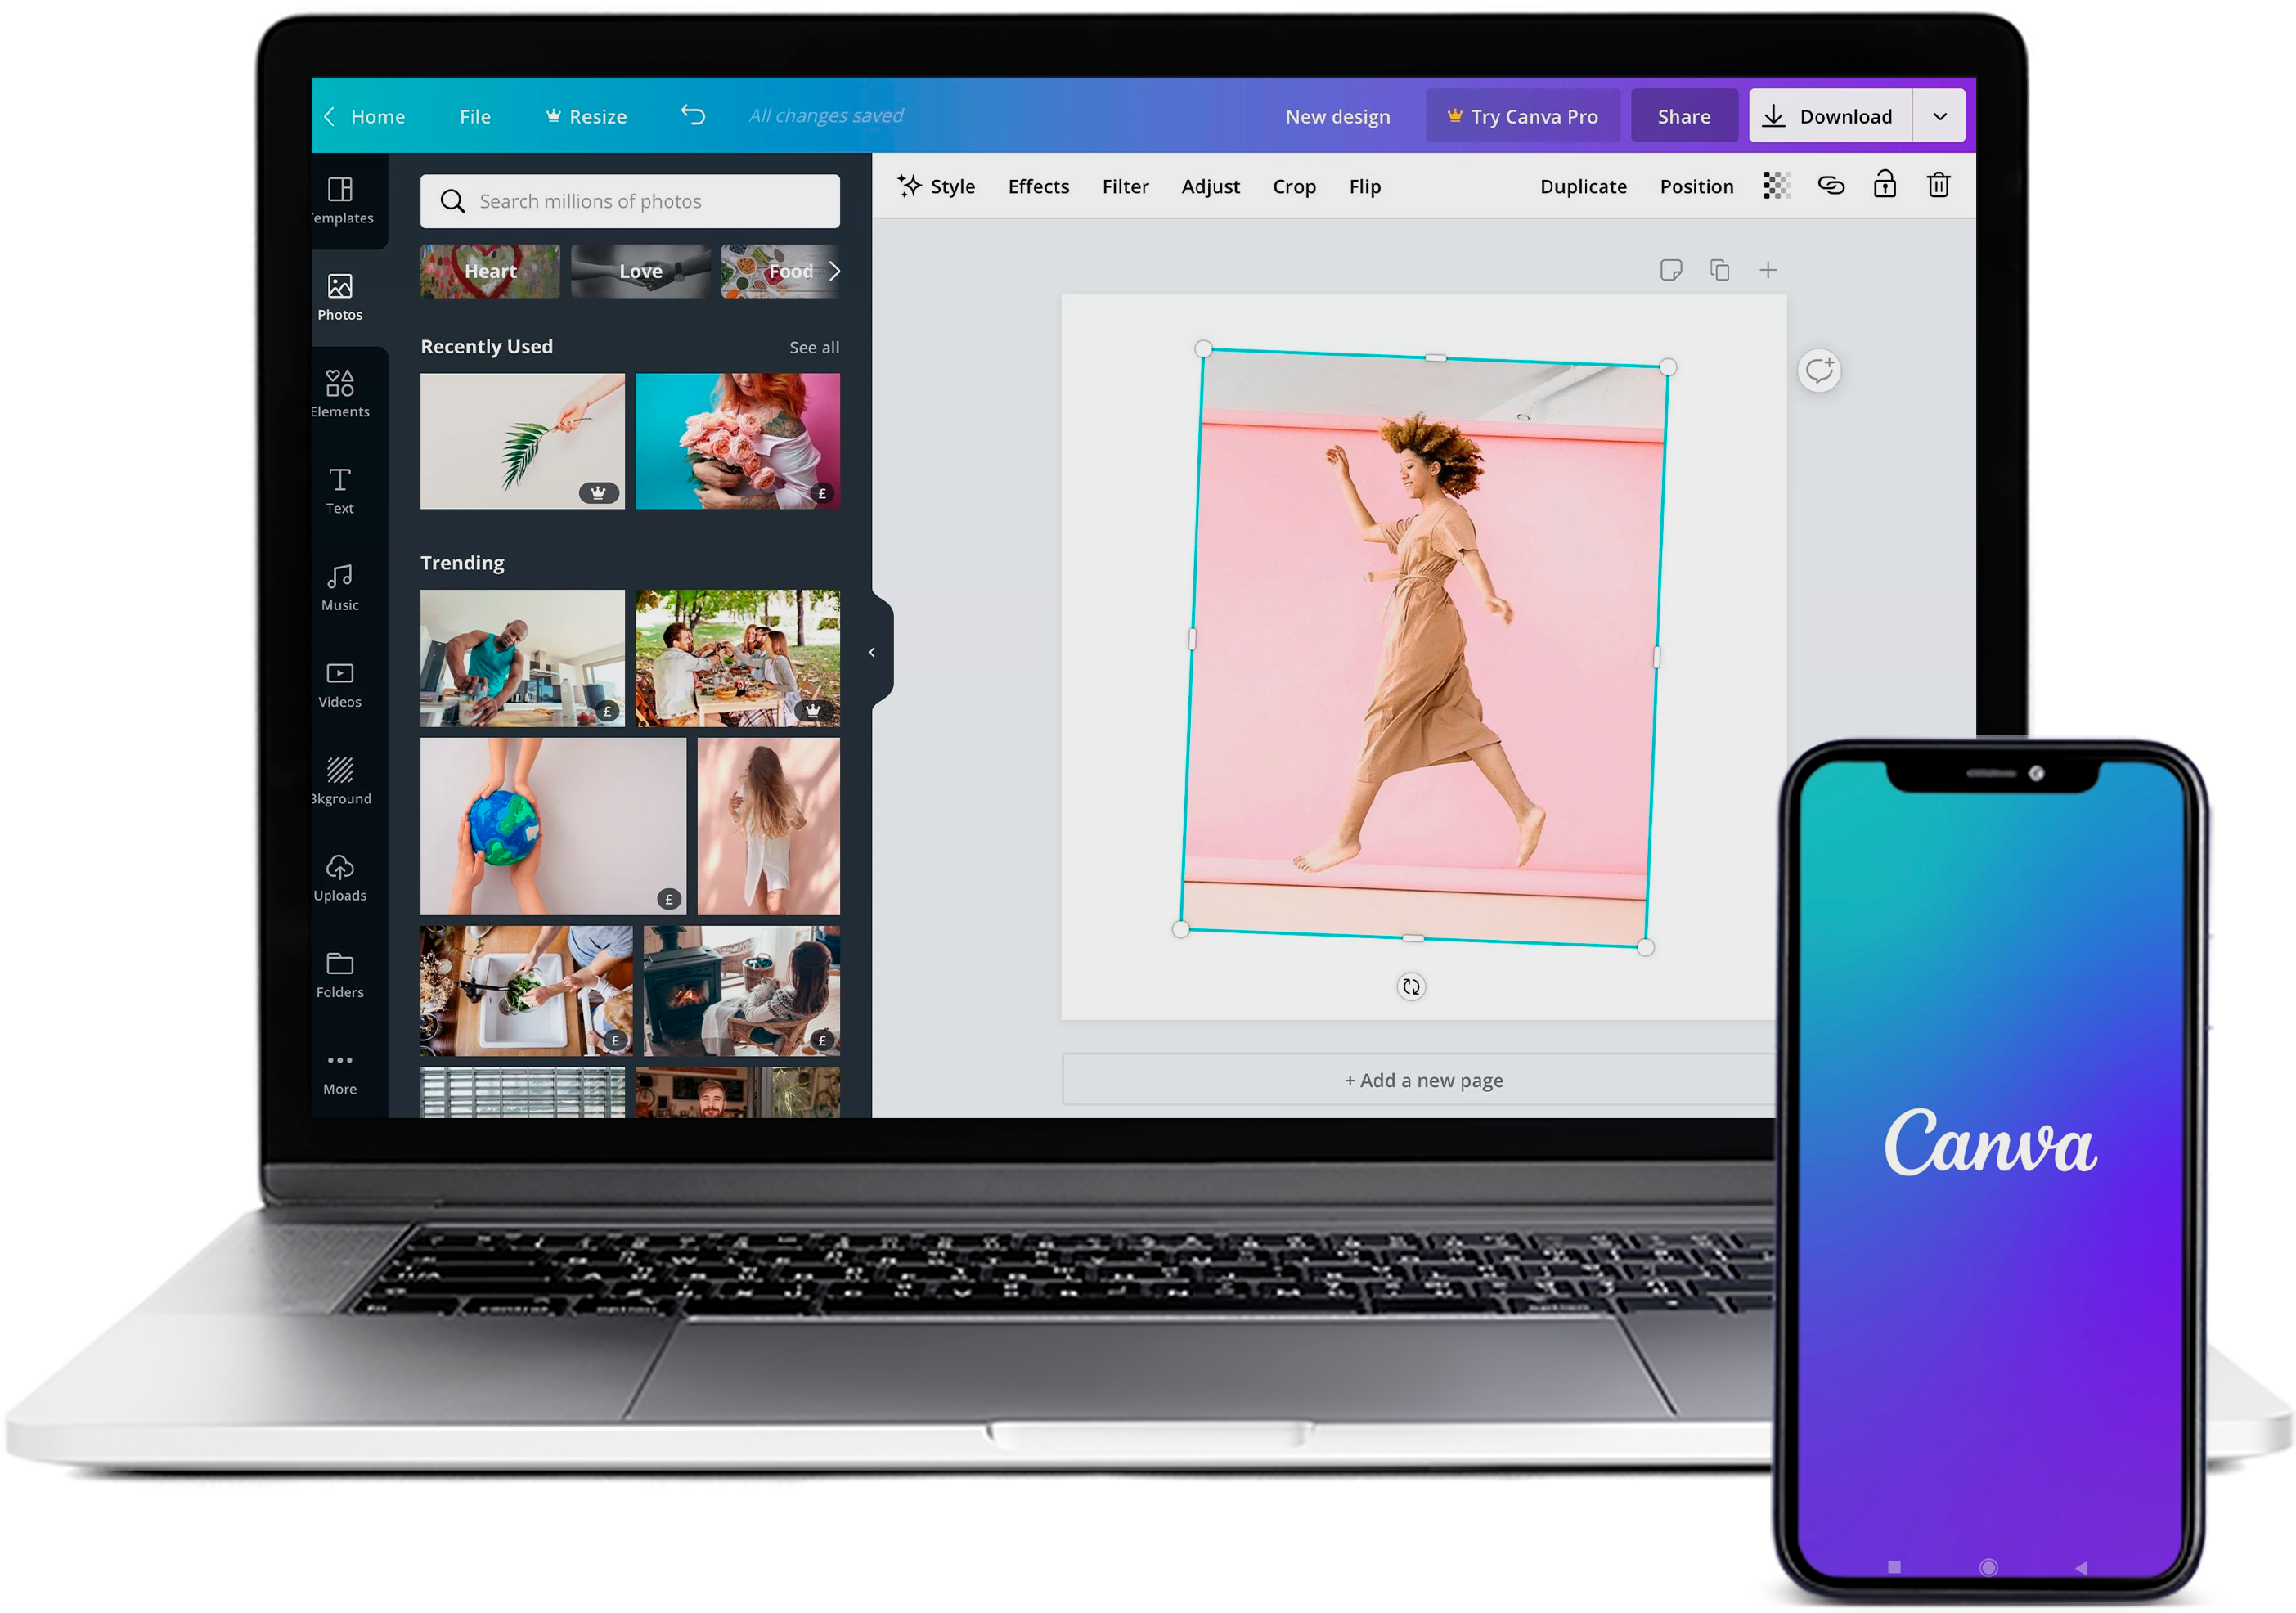 Home File Resize All changes saved New design Try Canva Pro Share Download
Style Effects Filter Adjust Crop Flip Duplicate Position
Search millions of photos
Heart Love Food
Recently Used See all
Trending
emplates
Photos
Elements
Text
Music
Videos
Bkground
Uploads
Folders
More
£
£
£
£
£
+ Add a new page
Canva